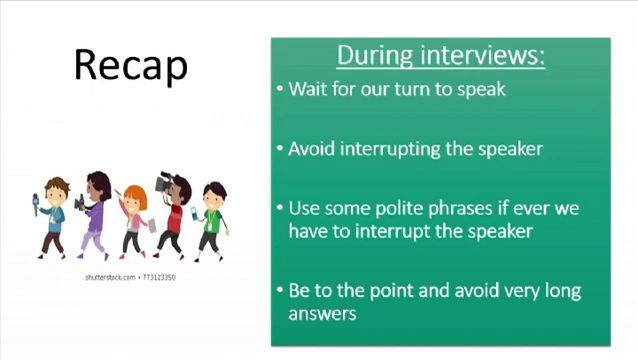 Recap
During interviews:
• Wait for our turn to speak
• Avoid interrupting the speaker
• Use some polite phrases if ever we
have to interrupt the speaker
• Be to the point and avoid very long
answers
shutterstock.com • 773123350